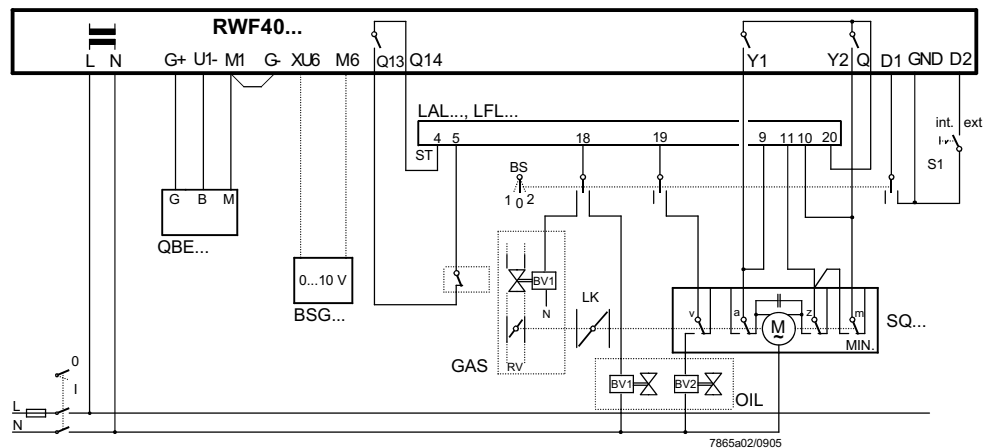 RWF40...
L N G+ U1- M1 G- XU6 M6 Q13 Q14 Y1 Y2 Q D1 GND D2
LAL..., LFL...
int. ext
4 5 18 19 9 11 10 20
ST
S1
BS
1 0 2
G B M
QBE...
0...10 V
BSG...
BV1
N
LK
v a z m
M
~
SQ...
MIN.
GAS
RV
0
I
BV1
BV2
OIL
L
N
7865a02/0905